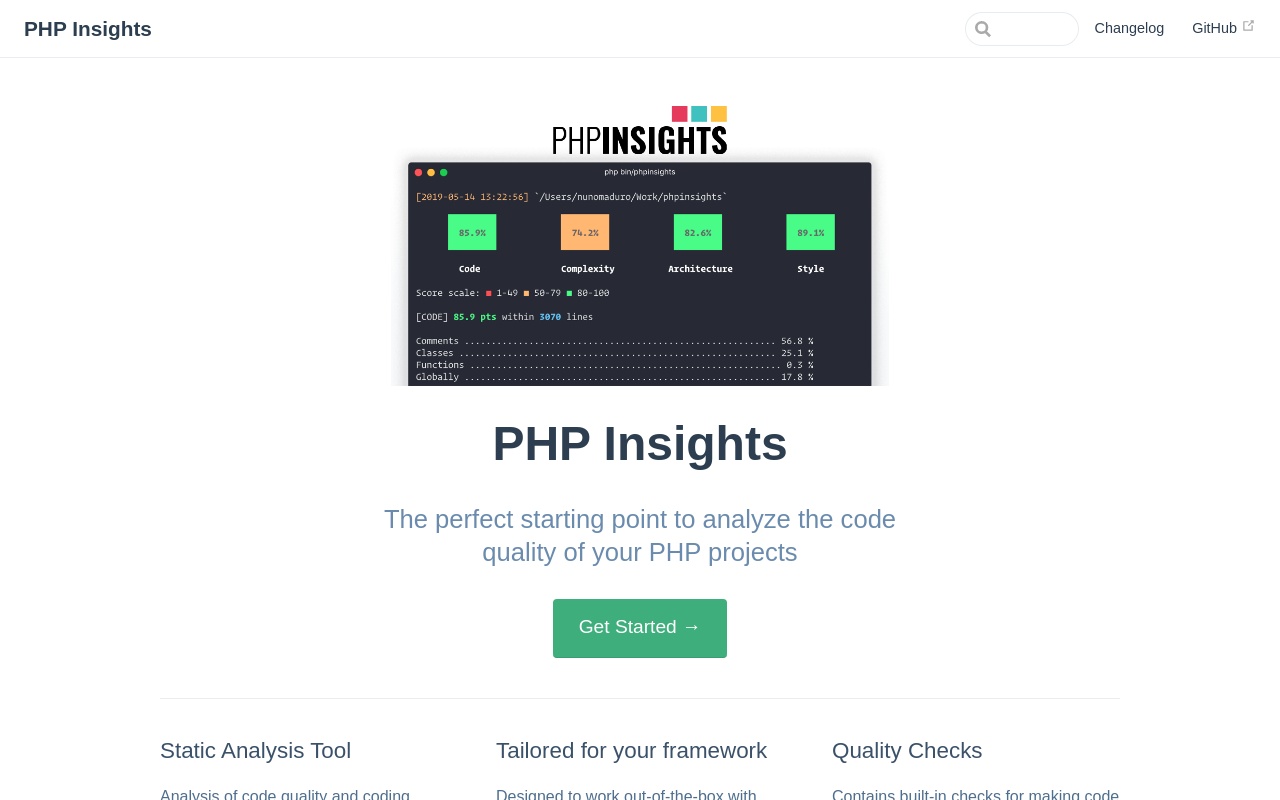 PHP Insights
Changelog
GitHub
PHPINSIGHTS
php bin/phpinsights
[2019-05-14 13:22:56] `/Users/nunomaduro/Work/phpinsights`
85.9% 74.2% 82.6% 89.1%
Code Complexity Architecture Style
Score scale: ■ 1-49 ■ 50-79 ■ 80-100
[CODE] 85.9 pts within 3070 lines
Comments ........................................................... 56.8 %
Classes ............................................................ 25.1 %
Functions ........................................................... 0.3 %
Globally ........................................................... 17.8 %
PHP Insights
The perfect starting point to analyze the code
quality of your PHP projects
Get Started →
Static Analysis Tool
Analysis of code quality and coding
Tailored for your framework
Designed to work out-of-the-box with
Quality Checks
Contains built-in checks for making code